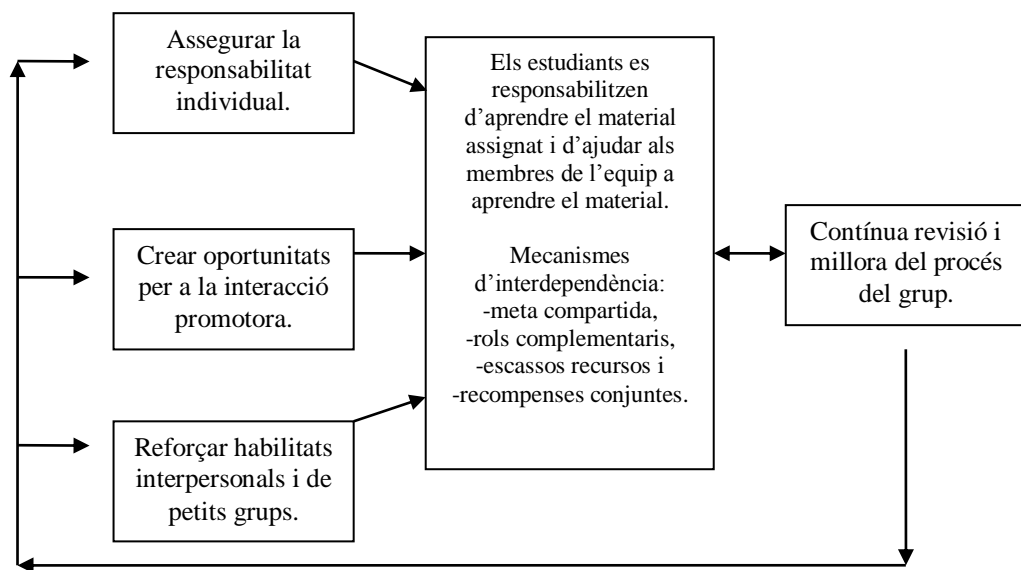 Assegurar la
responsabilitat
individual.
Crear oportunitats
per a la interacció
promotora.
Reforçar habilitats
interpersonals i de
petits grups.
Els estudiants es
responsabilitzen
d’aprendre el material
assignat i d’ajudar als
membres de l’equip a
aprendre el material.
Mecanismes
d’interdependència:
-meta compartida,
-rols complementaris,
-escassos recursos i
-recompenses conjuntes.
Contínua revisió i
millora del procés
del grup.